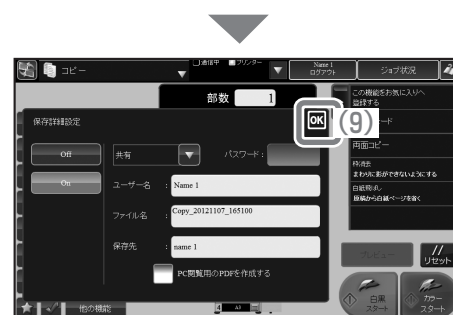 コピー
送信中 プリンター
Name 1
ログアウト
ジョブ状況
部数 1
この機能をお気に入りへ
登録する
保存詳細設定
OK (9)
ード
両面コピー
Off
共有
パスワード :
枠消去
まわりに影ができないようにする
On
ユーザー名 : Name 1
白紙飛ばし
原稿から白紙ページを省く
ファイル名 : Copy_20121107_165100
保存先 : name 1
プレビュー
リセット
PC閲覧用のPDFを作成する
白黒
スタート
カラー
スタート
他の機能
4 A3